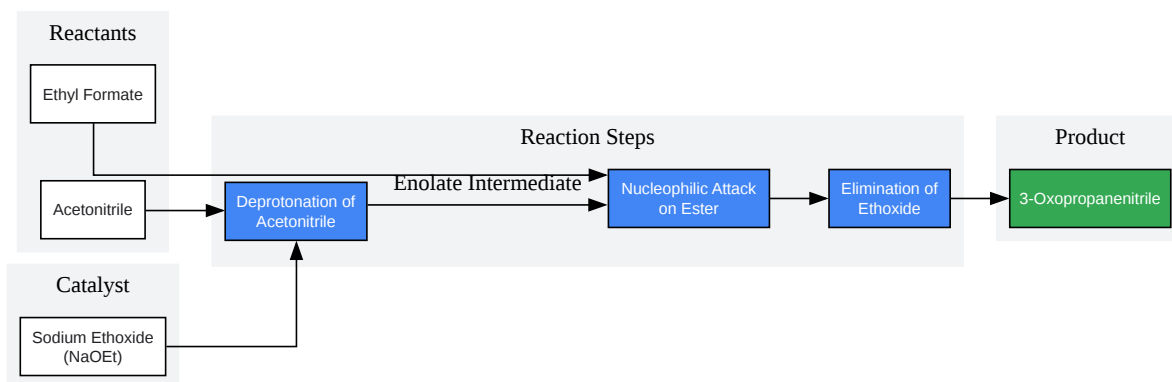 Reactants
Ethyl Formate
Acetonitrile
Catalyst
Sodium Ethoxide
(NaOEt)
Reaction Steps
Deprotonation of
Acetonitrile
Enolate Intermediate
Nucleophilic Attack
on Ester
Elimination of
Ethoxide
Product
3-Oxopropanenitrile